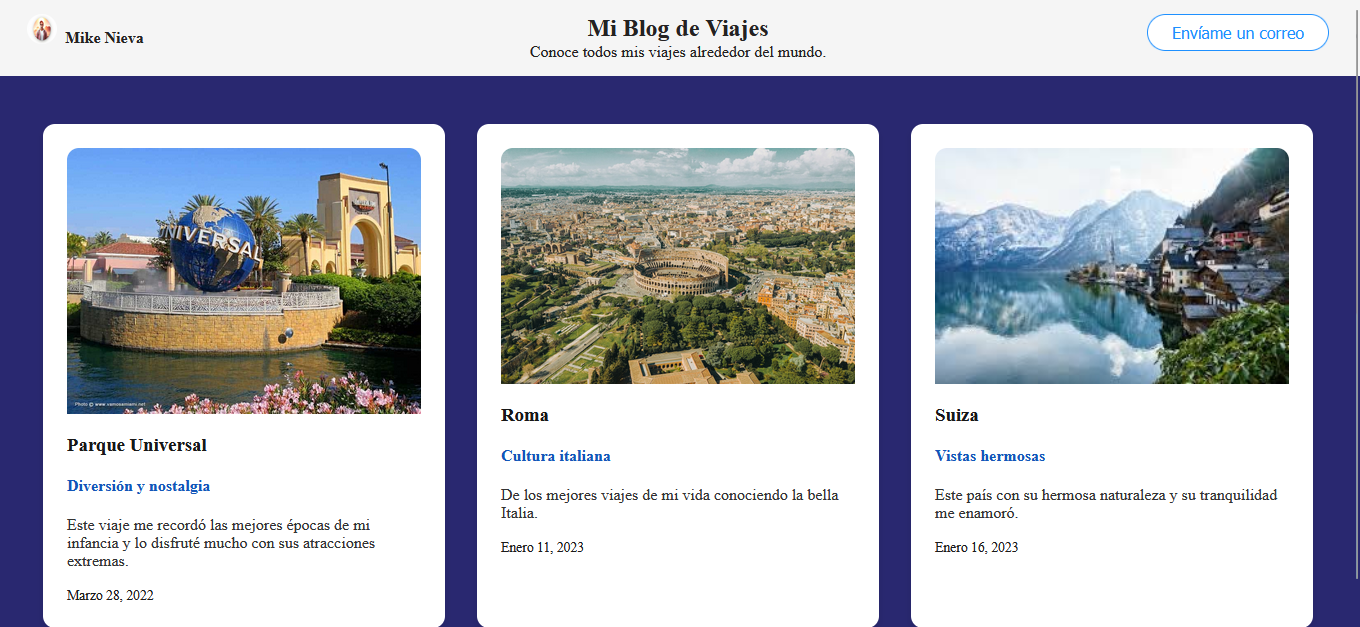 Mike Nieva
Mi Blog de Viajes
Conoce todos mis viajes alrededor del mundo.
Envíame un correo
UNIVERSAL
Photo @ www.vamosamiami.net
Parque Universal
Diversión y nostalgia
Este viaje me recordó las mejores épocas de mi
infancia y lo disfruté mucho con sus atracciones
extremas.
Marzo 28, 2022
Roma
Cultura italiana
De los mejores viajes de mi vida conociendo la bella
Italia.
Enero 11, 2023
Suiza
Vistas hermosas
Este país con su hermosa naturaleza y su tranquilidad
me enamoró.
Enero 16, 2023